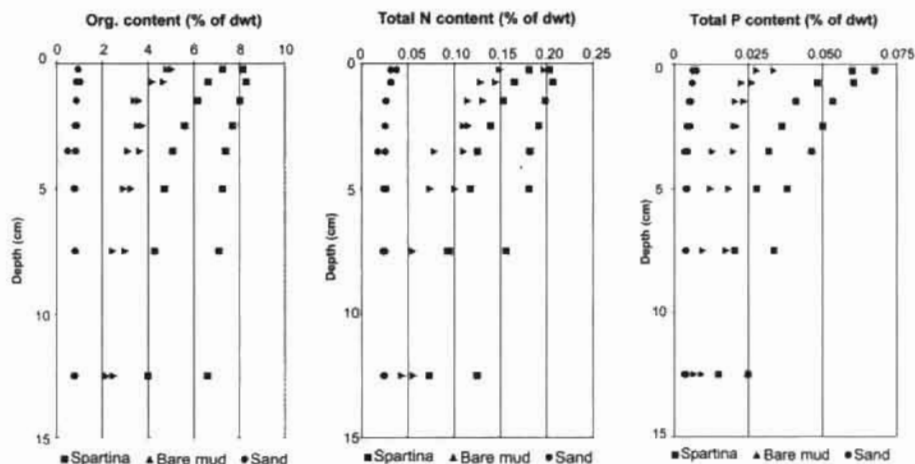 Org. content (% of dwt)
0 2 4 6 8 10
0
5
10
15
Depth (cm)
■Spartina ▲Bare mud ●Sand
Total N content (% of dwt)
0 0.05 0.10 0.15 0.20 0.25
0
5
10
15
Depth (cm)
■Spartina ▲Bare mud ●Sand
Total P content (% of dwt)
0 0.025 0.050 0.075
0
5
10
15
Depth (cm)
■Spartina ▲Bare mud ●Sand